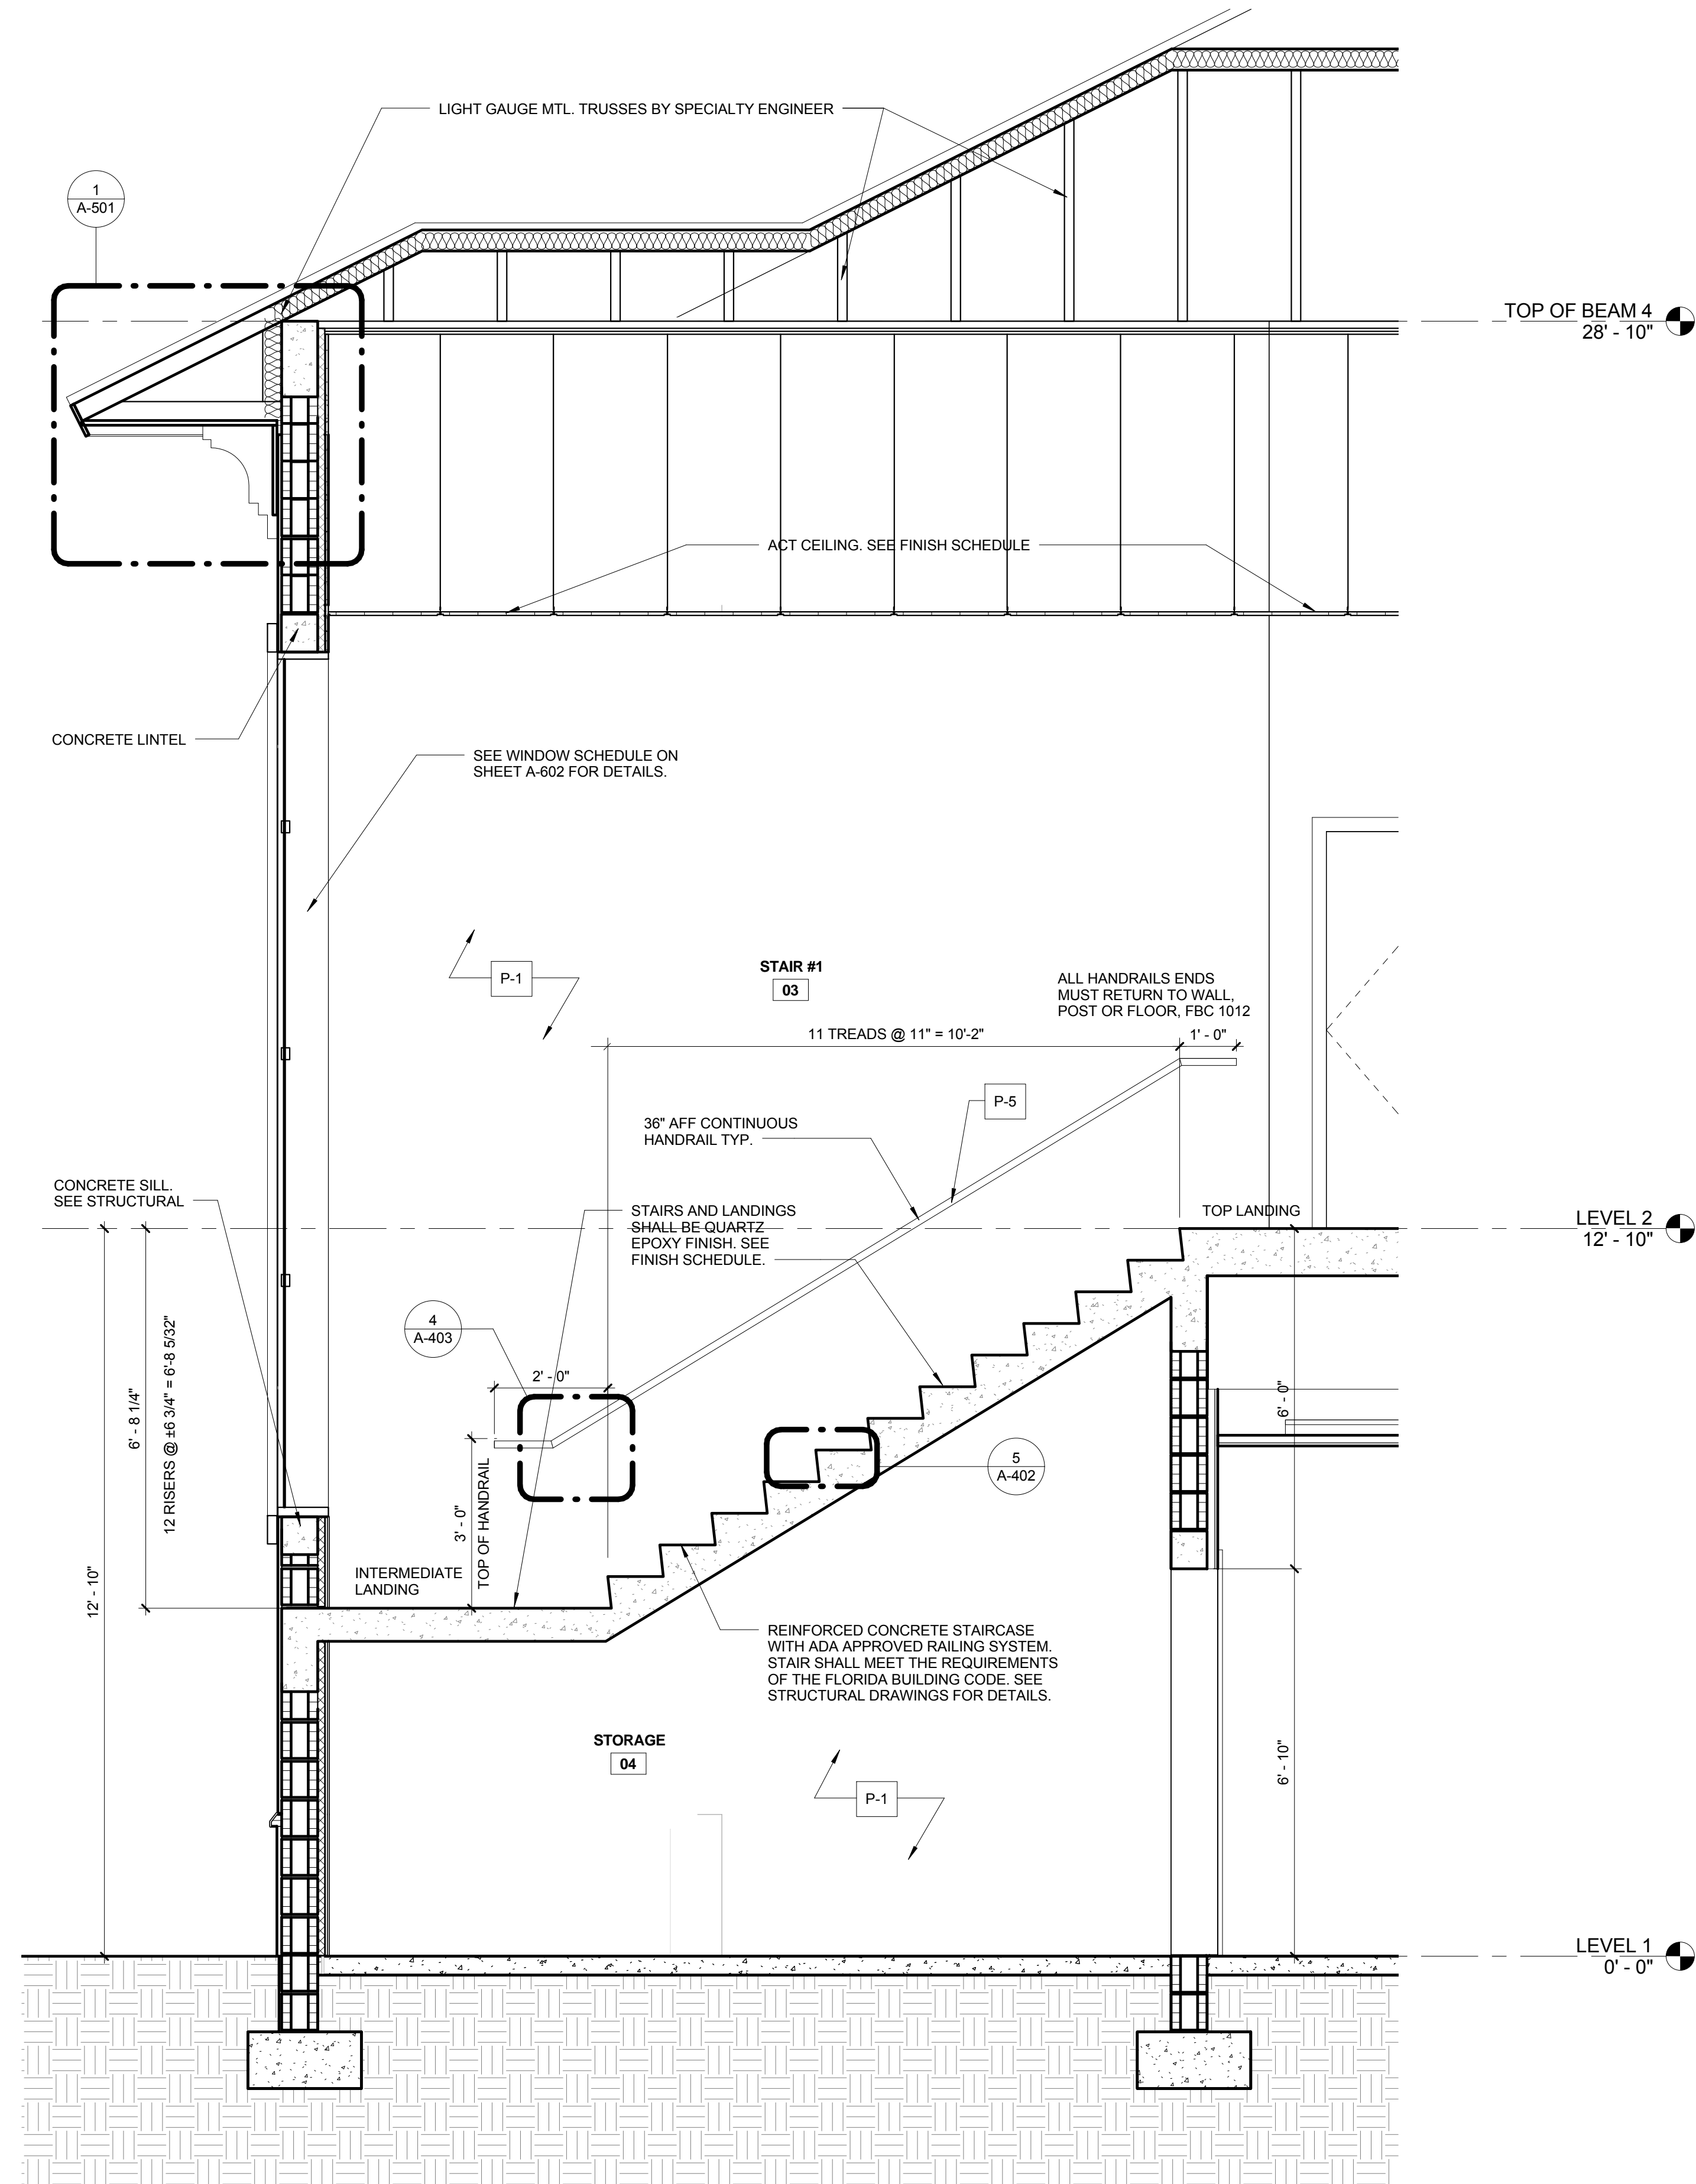 LIGHT GAUGE MTL. TRUSSES BY SPECIALTY ENGINEER
1
A-501
TOP OF BEAM 4
28' - 10"
ACT CEILING. SEE FINISH SCHEDULE
CONCRETE LINTEL
SEE WINDOW SCHEDULE ON
SHEET A-602 FOR DETAILS.
P-1
STAIR #1
03
ALL HANDRAILS ENDS
MUST RETURN TO WALL,
POST OR FLOOR, FBC 1012
11 TREADS @ 11" = 10'-2"
1' - 0"
P-5
36" AFF CONTINUOUS
HANDRAIL TYP.
CONCRETE SILL.
SEE STRUCTURAL
STAIRS AND LANDINGS
SHALL BE QUARTZ
EPOXY FINISH. SEE
FINISH SCHEDULE.
TOP LANDING
LEVEL 2
12' - 10"
4
A-403
2' - 0"
12' - 10"
6' - 8 1/4"
12 RISERS @ ±6 3/4" = 6'-8 5/32"
3' - 0"
TOP OF HANDRAIL
6' - 0"
5
A-402
INTERMEDIATE
LANDING
REINFORCED CONCRETE STAIRCASE
WITH ADA APPROVED RAILING SYSTEM.
STAIR SHALL MEET THE REQUIREMENTS
OF THE FLORIDA BUILDING CODE. SEE
STRUCTURAL DRAWINGS FOR DETAILS.
STORAGE
04
P-1
6' - 10"
LEVEL 1
0' - 0"